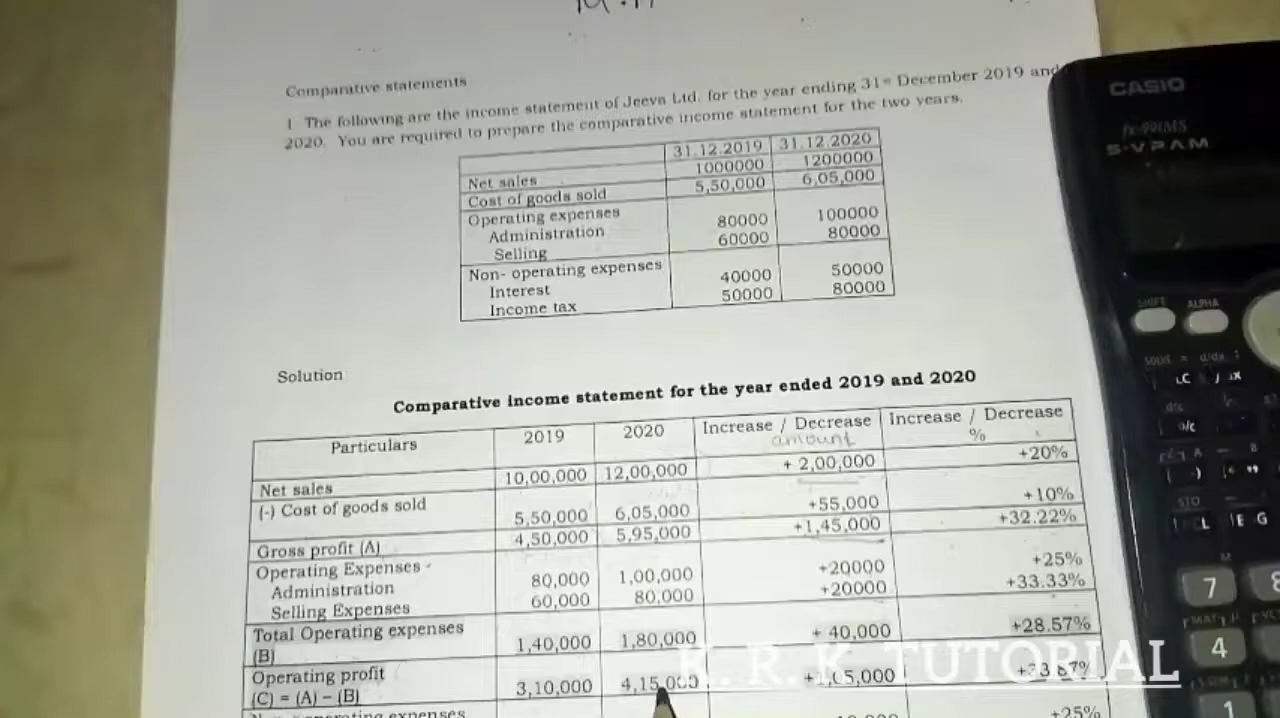 Comparative statements
1 The following are the income statement of Jeeva Ltd. for the year ending 31st December 2019 and
2020. You are required to prepare the comparative income statement for the two years.
31.12.2019 31.12.2020
Net sales 1000000 1200000
Cost of goods sold 5,50,000 6,05,000
Operating expenses
Administration 80000 100000
Selling 60000 80000
Non- operating expenses
Interest 40000 50000
Income tax 50000 80000
Solution
Comparative income statement for the year ended 2019 and 2020
Particulars 2019 2020 Increase / Decrease amount Increase / Decrease %
Net sales 10,00,000 12,00,000 + 2,00,000 +20%
(-) Cost of goods sold 5,50,000 6,05,000 +55,000 +10%
Gross profit (A) 4,50,000 5,95,000 +1,45,000 +32.22%
Operating Expenses -
Administration 80,000 1,00,000 +20000 +25%
Selling Expenses 60,000 80,000 +20000 +33.33%
Total Operating expenses
(B) 1,40,000 1,80,000 + 40,000 +28.57%
Operating profit
(C) = (A) – (B) 3,10,000 4,15,000 +1,05,000
expenses +25%
K. R. K TUTORIAL
CASIO
fx-991MS
S-V.P.A.M.
SHIFT ALPHA
7
4
1